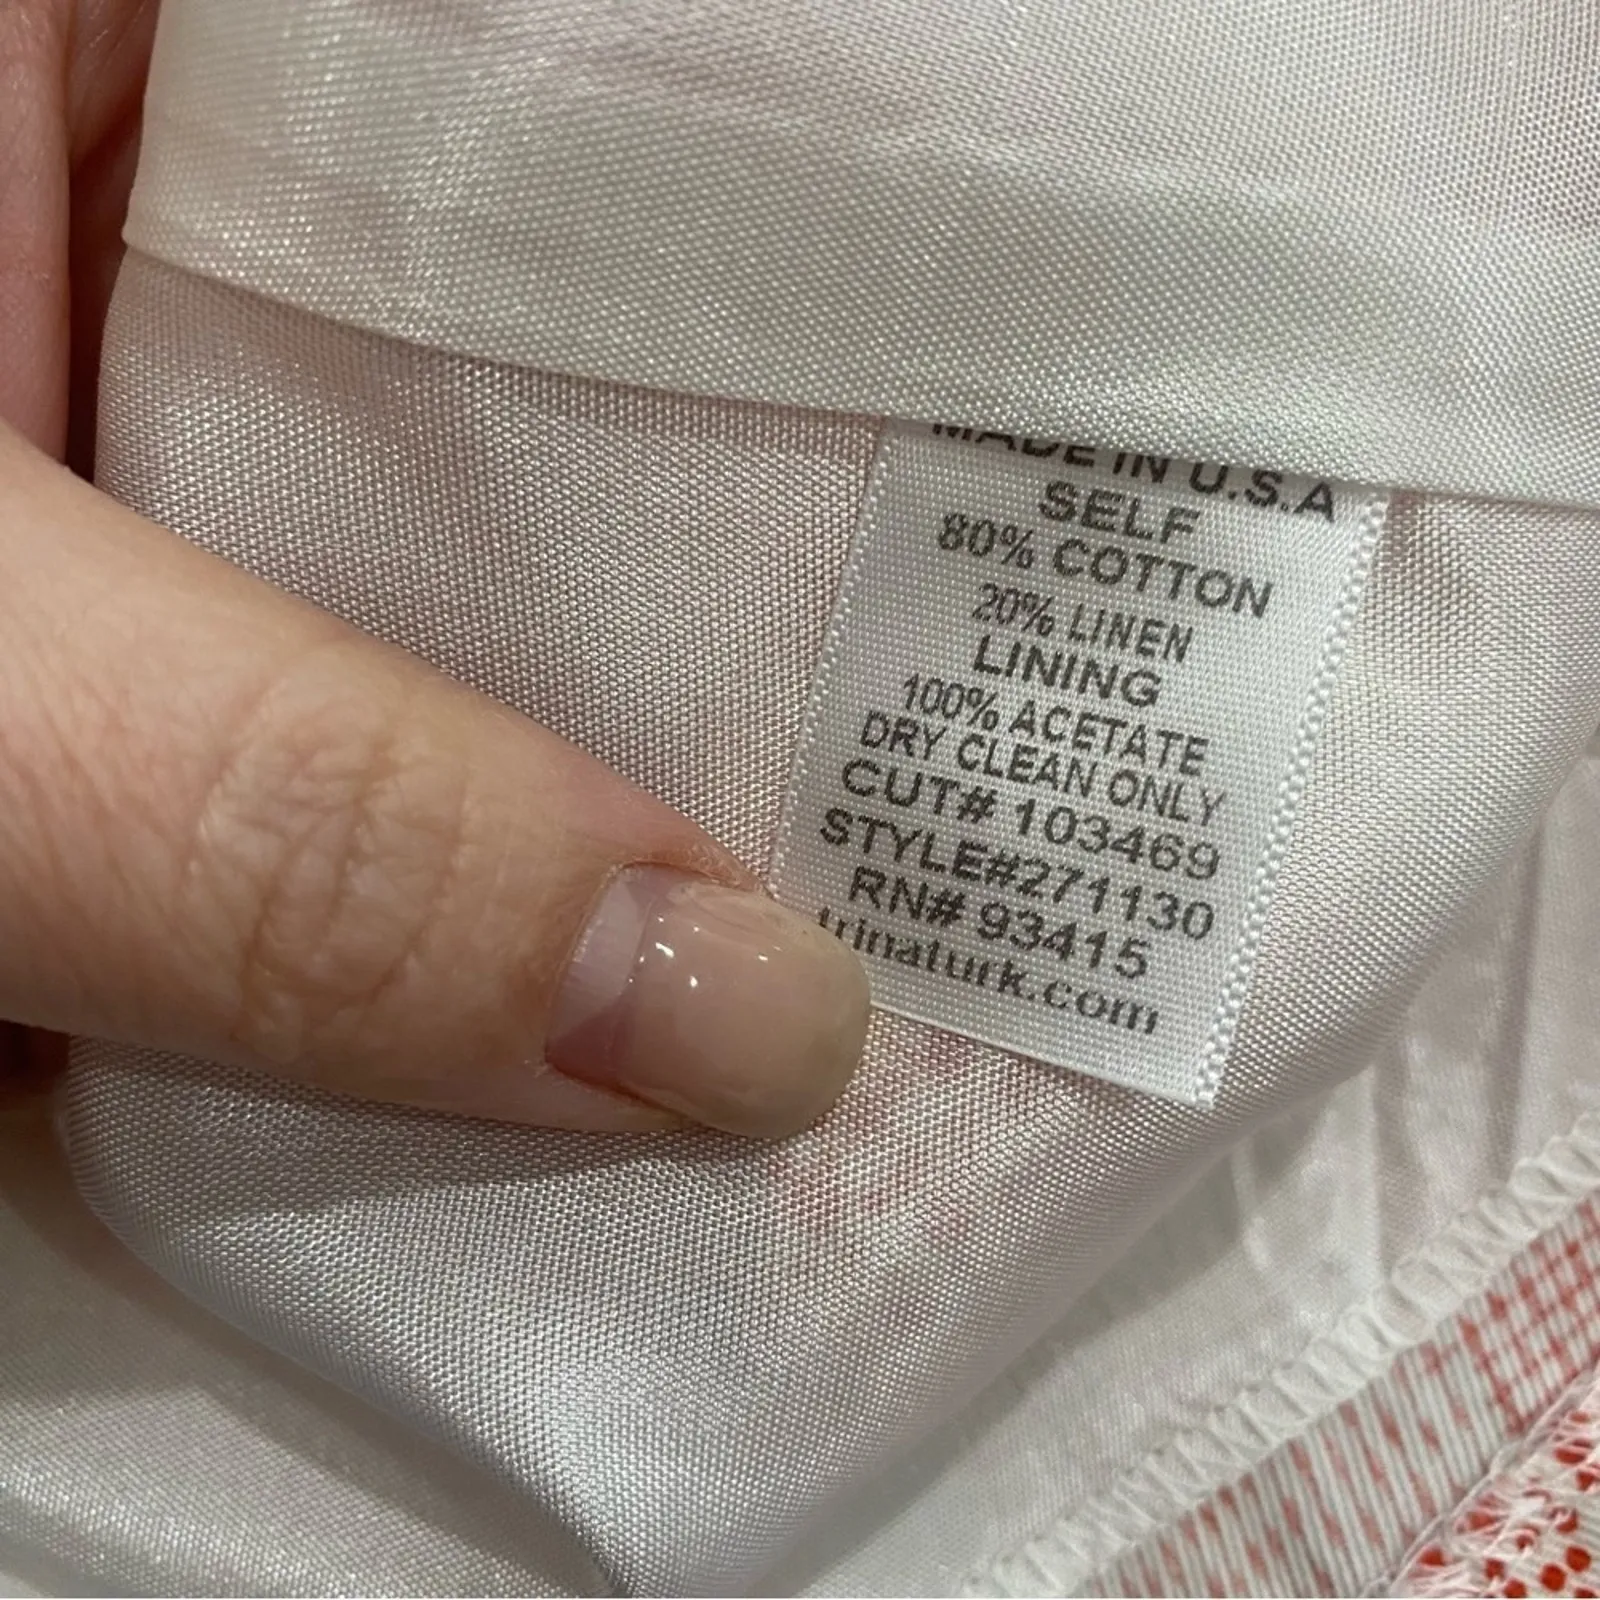 MADE IN U.S.A
SELF
80% COTTON
20% LINEN
LINING
100% ACETATE
DRY CLEAN ONLY
CUT# 103469
STYLE#271130
RN# 93415
trinaturk.com